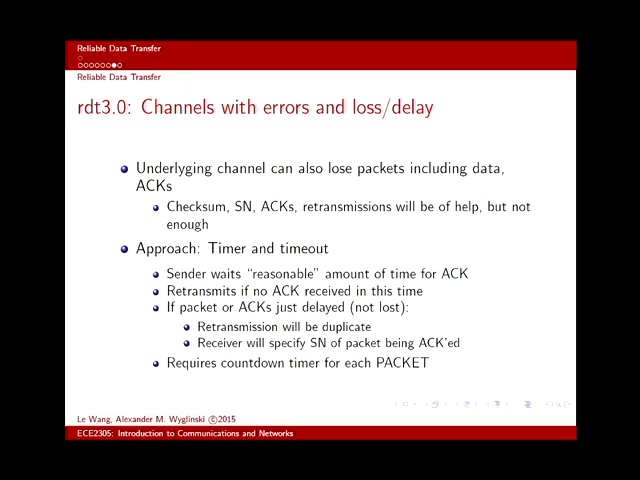 Reliable Data Transfer
Reliable Data Transfer
rdt3.0: Channels with errors and loss/delay
Underlyging channel can also lose packets including data,
ACKs
Checksum, SN, ACKs, retransmissions will be of help, but not
enough
Approach: Timer and timeout
Sender waits "reasonable" amount of time for ACK
Retransmits if no ACK received in this time
If packet or ACKs just delayed (not lost):
Retransmission will be duplicate
Receiver will specify SN of packet being ACK'ed
Requires countdown timer for each PACKET
Le Wang, Alexander M. Wyglinski ©2015
ECE2305: Introduction to Communications and Networks